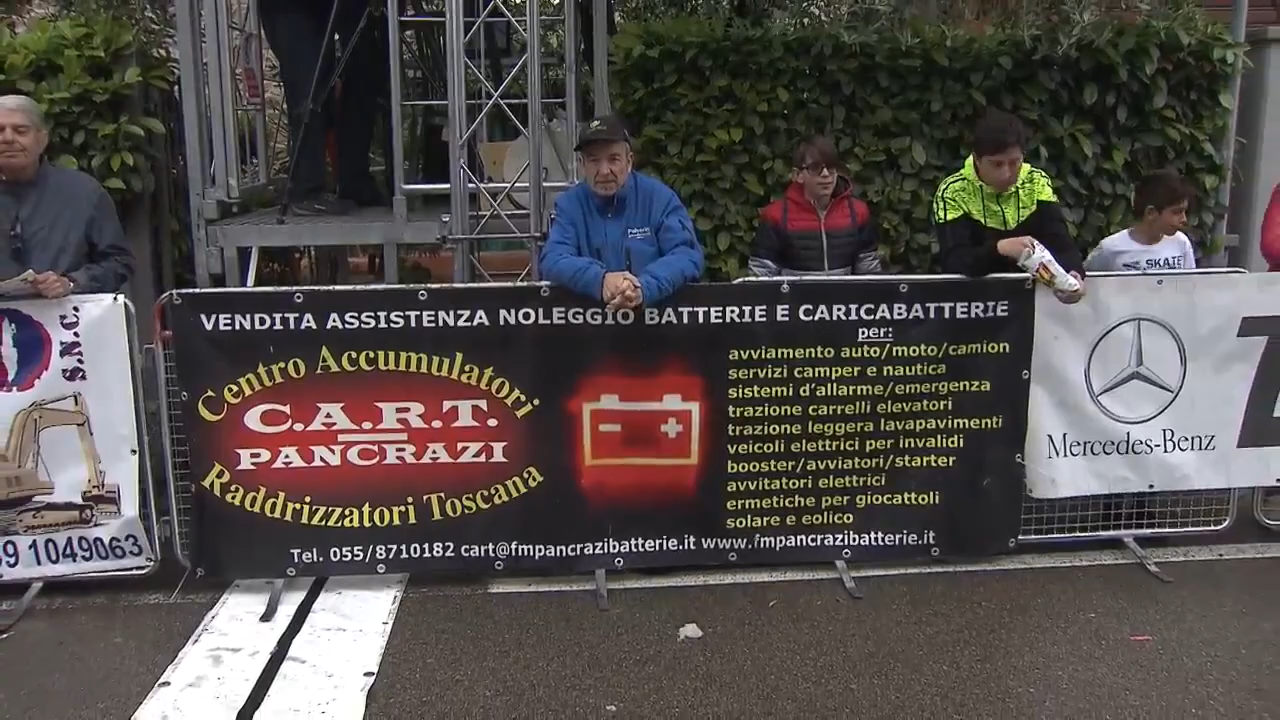 VENDITA ASSISTENZA NOLEGGIO BATTERIE E CARICABATTERIE
per:
Centro Accumulatori
C.A.R.T.
PANCRAZI
Raddrizzatori Toscana
avviamento auto/moto/camion
servizi camper e nautica
sistemi d'allarme/emergenza
trazione carrelli elevatori
trazione leggera lavapavimenti
veicoli elettrici per invalidi
booster/avviatori/starter
avvitatori elettrici
ermetiche per giocattoli
solare e eolico
Tel. 055/8710182 cart@fmpancrazibatterie.it www.fmpancrazibatterie.it
S.N.C.
9 1049063
Mercedes-Benz
SKATE